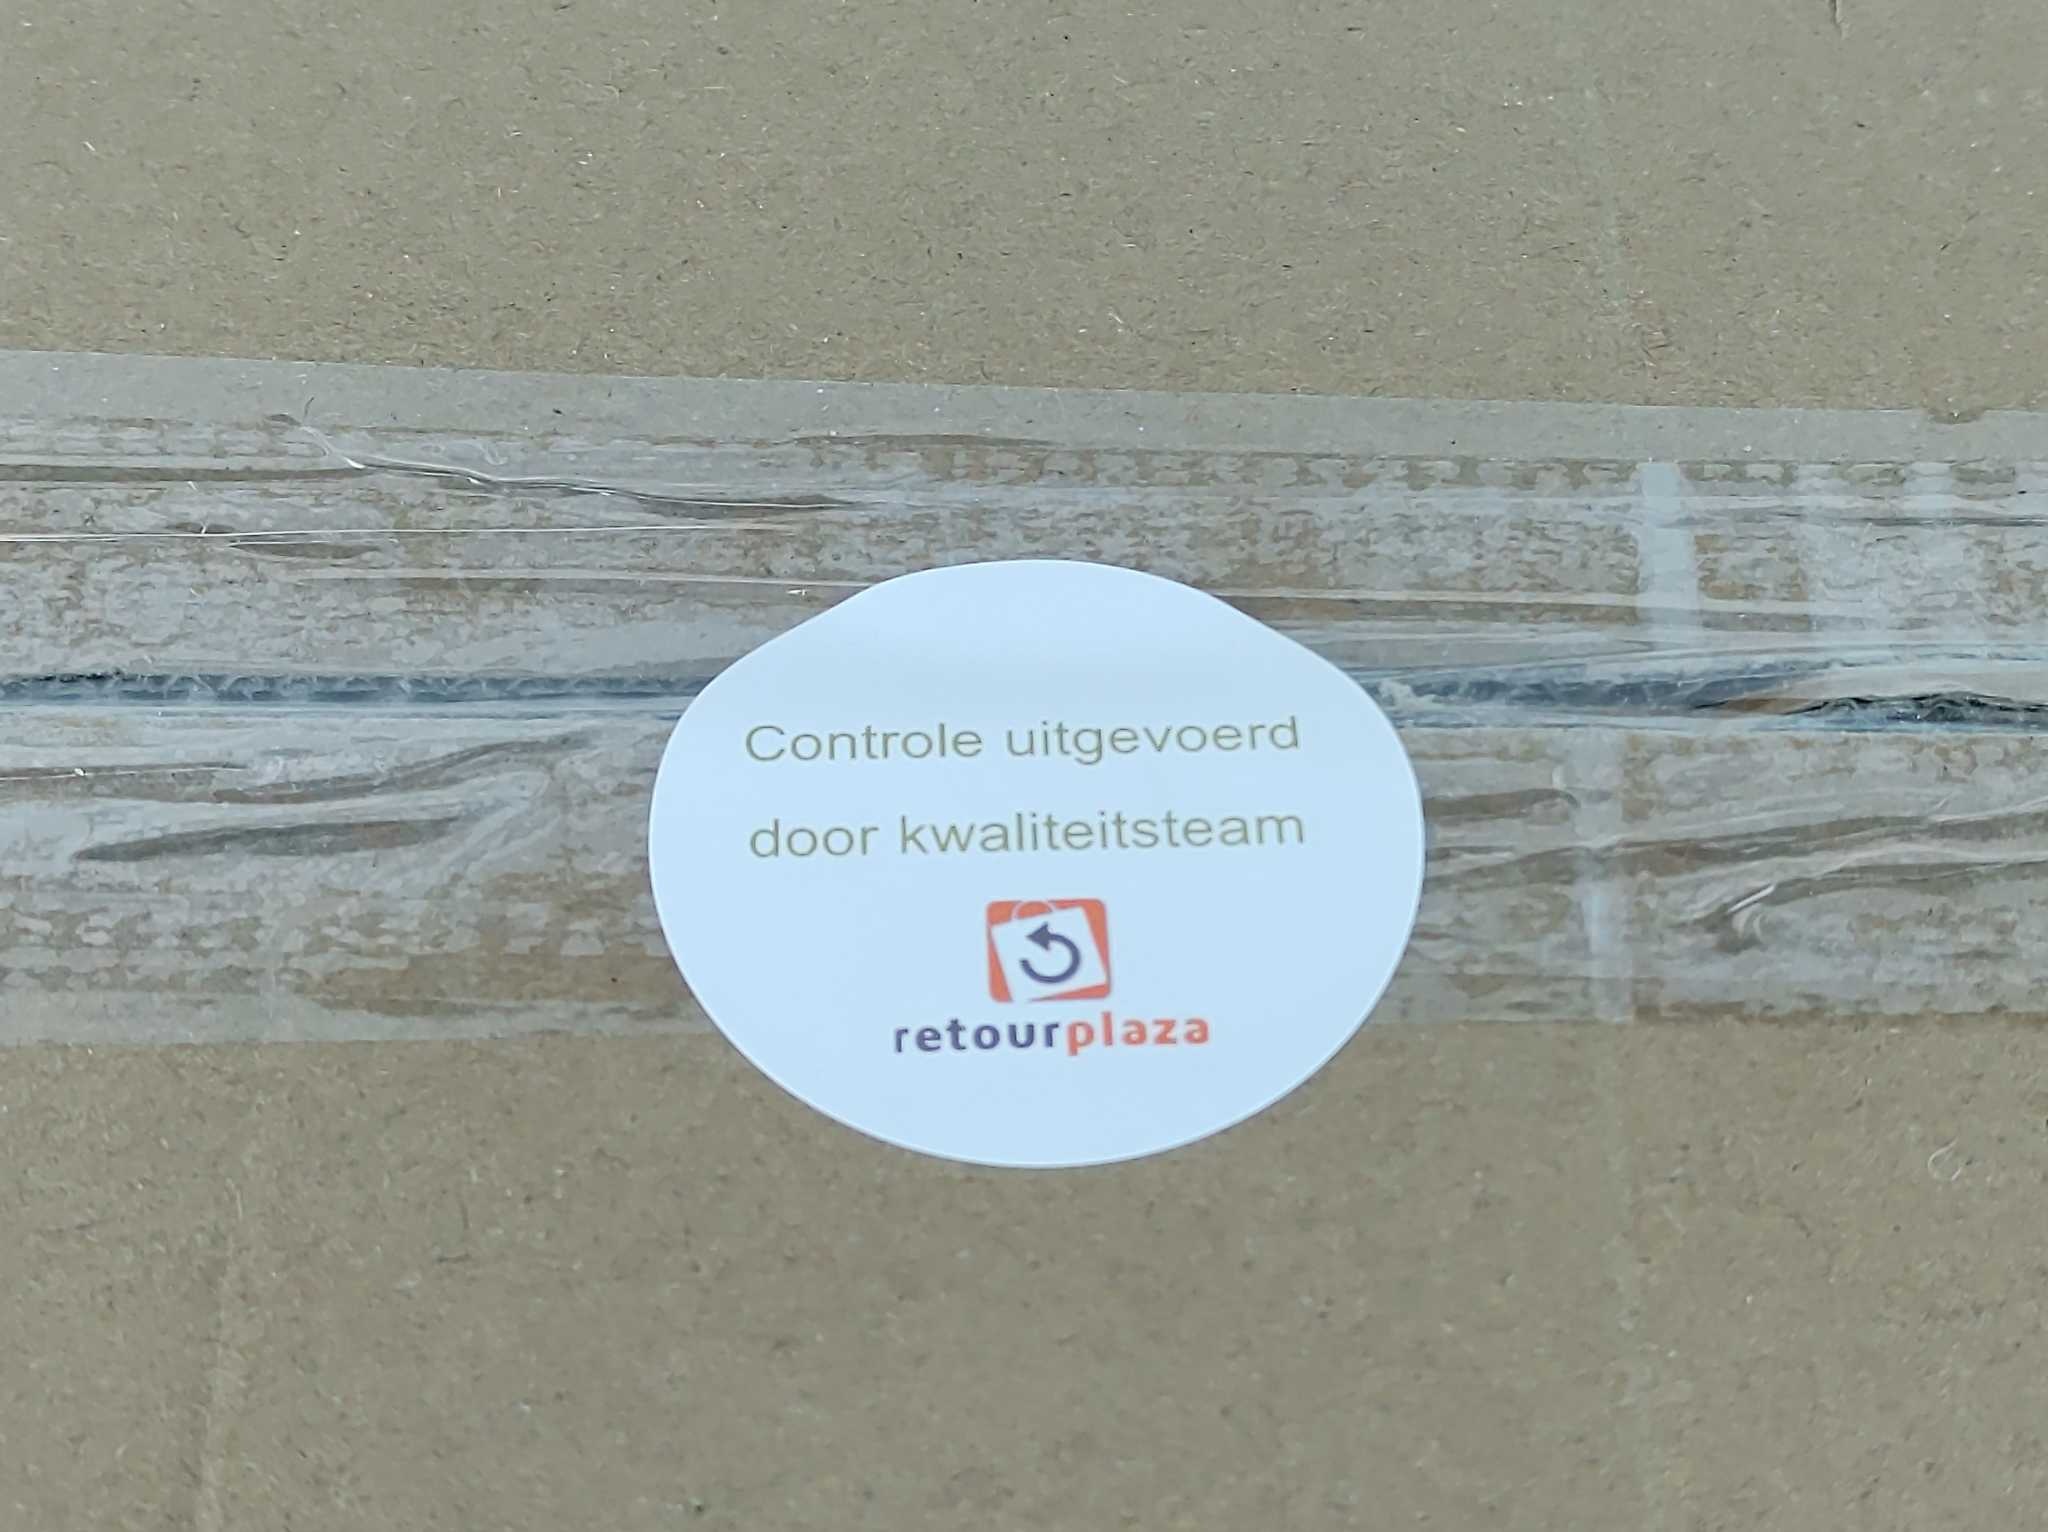 Controle uitgevoerd
door kwaliteitsteam
retourplaza